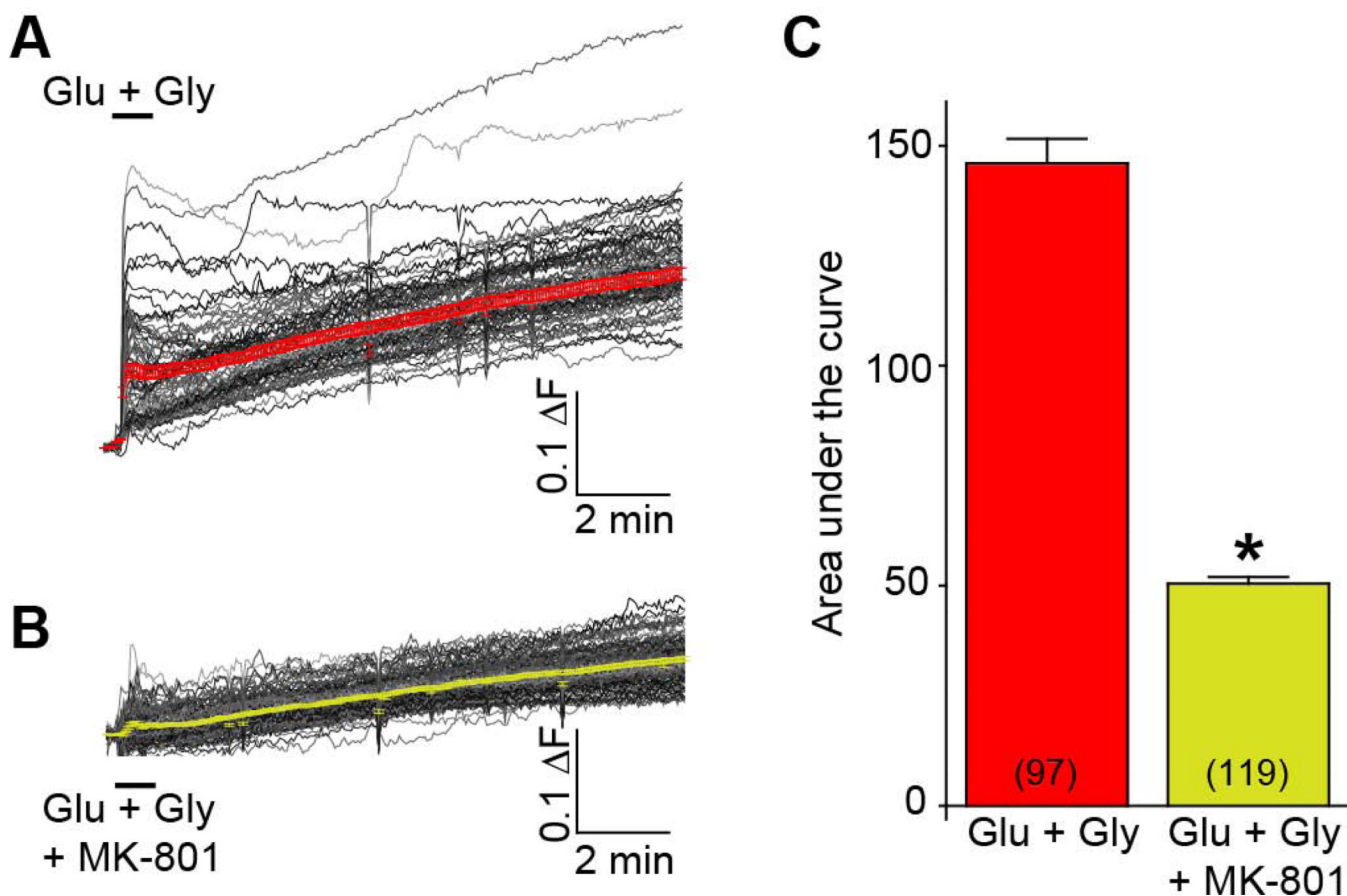 A
Glu + Gly
0.1 ΔF
2 min
B
Glu + Gly
+ MK-801
0.1 ΔF
2 min
C
Area under the curve
150
100
50
0
*
(97)
(119)
Glu + Gly
Glu + Gly
+ MK-801